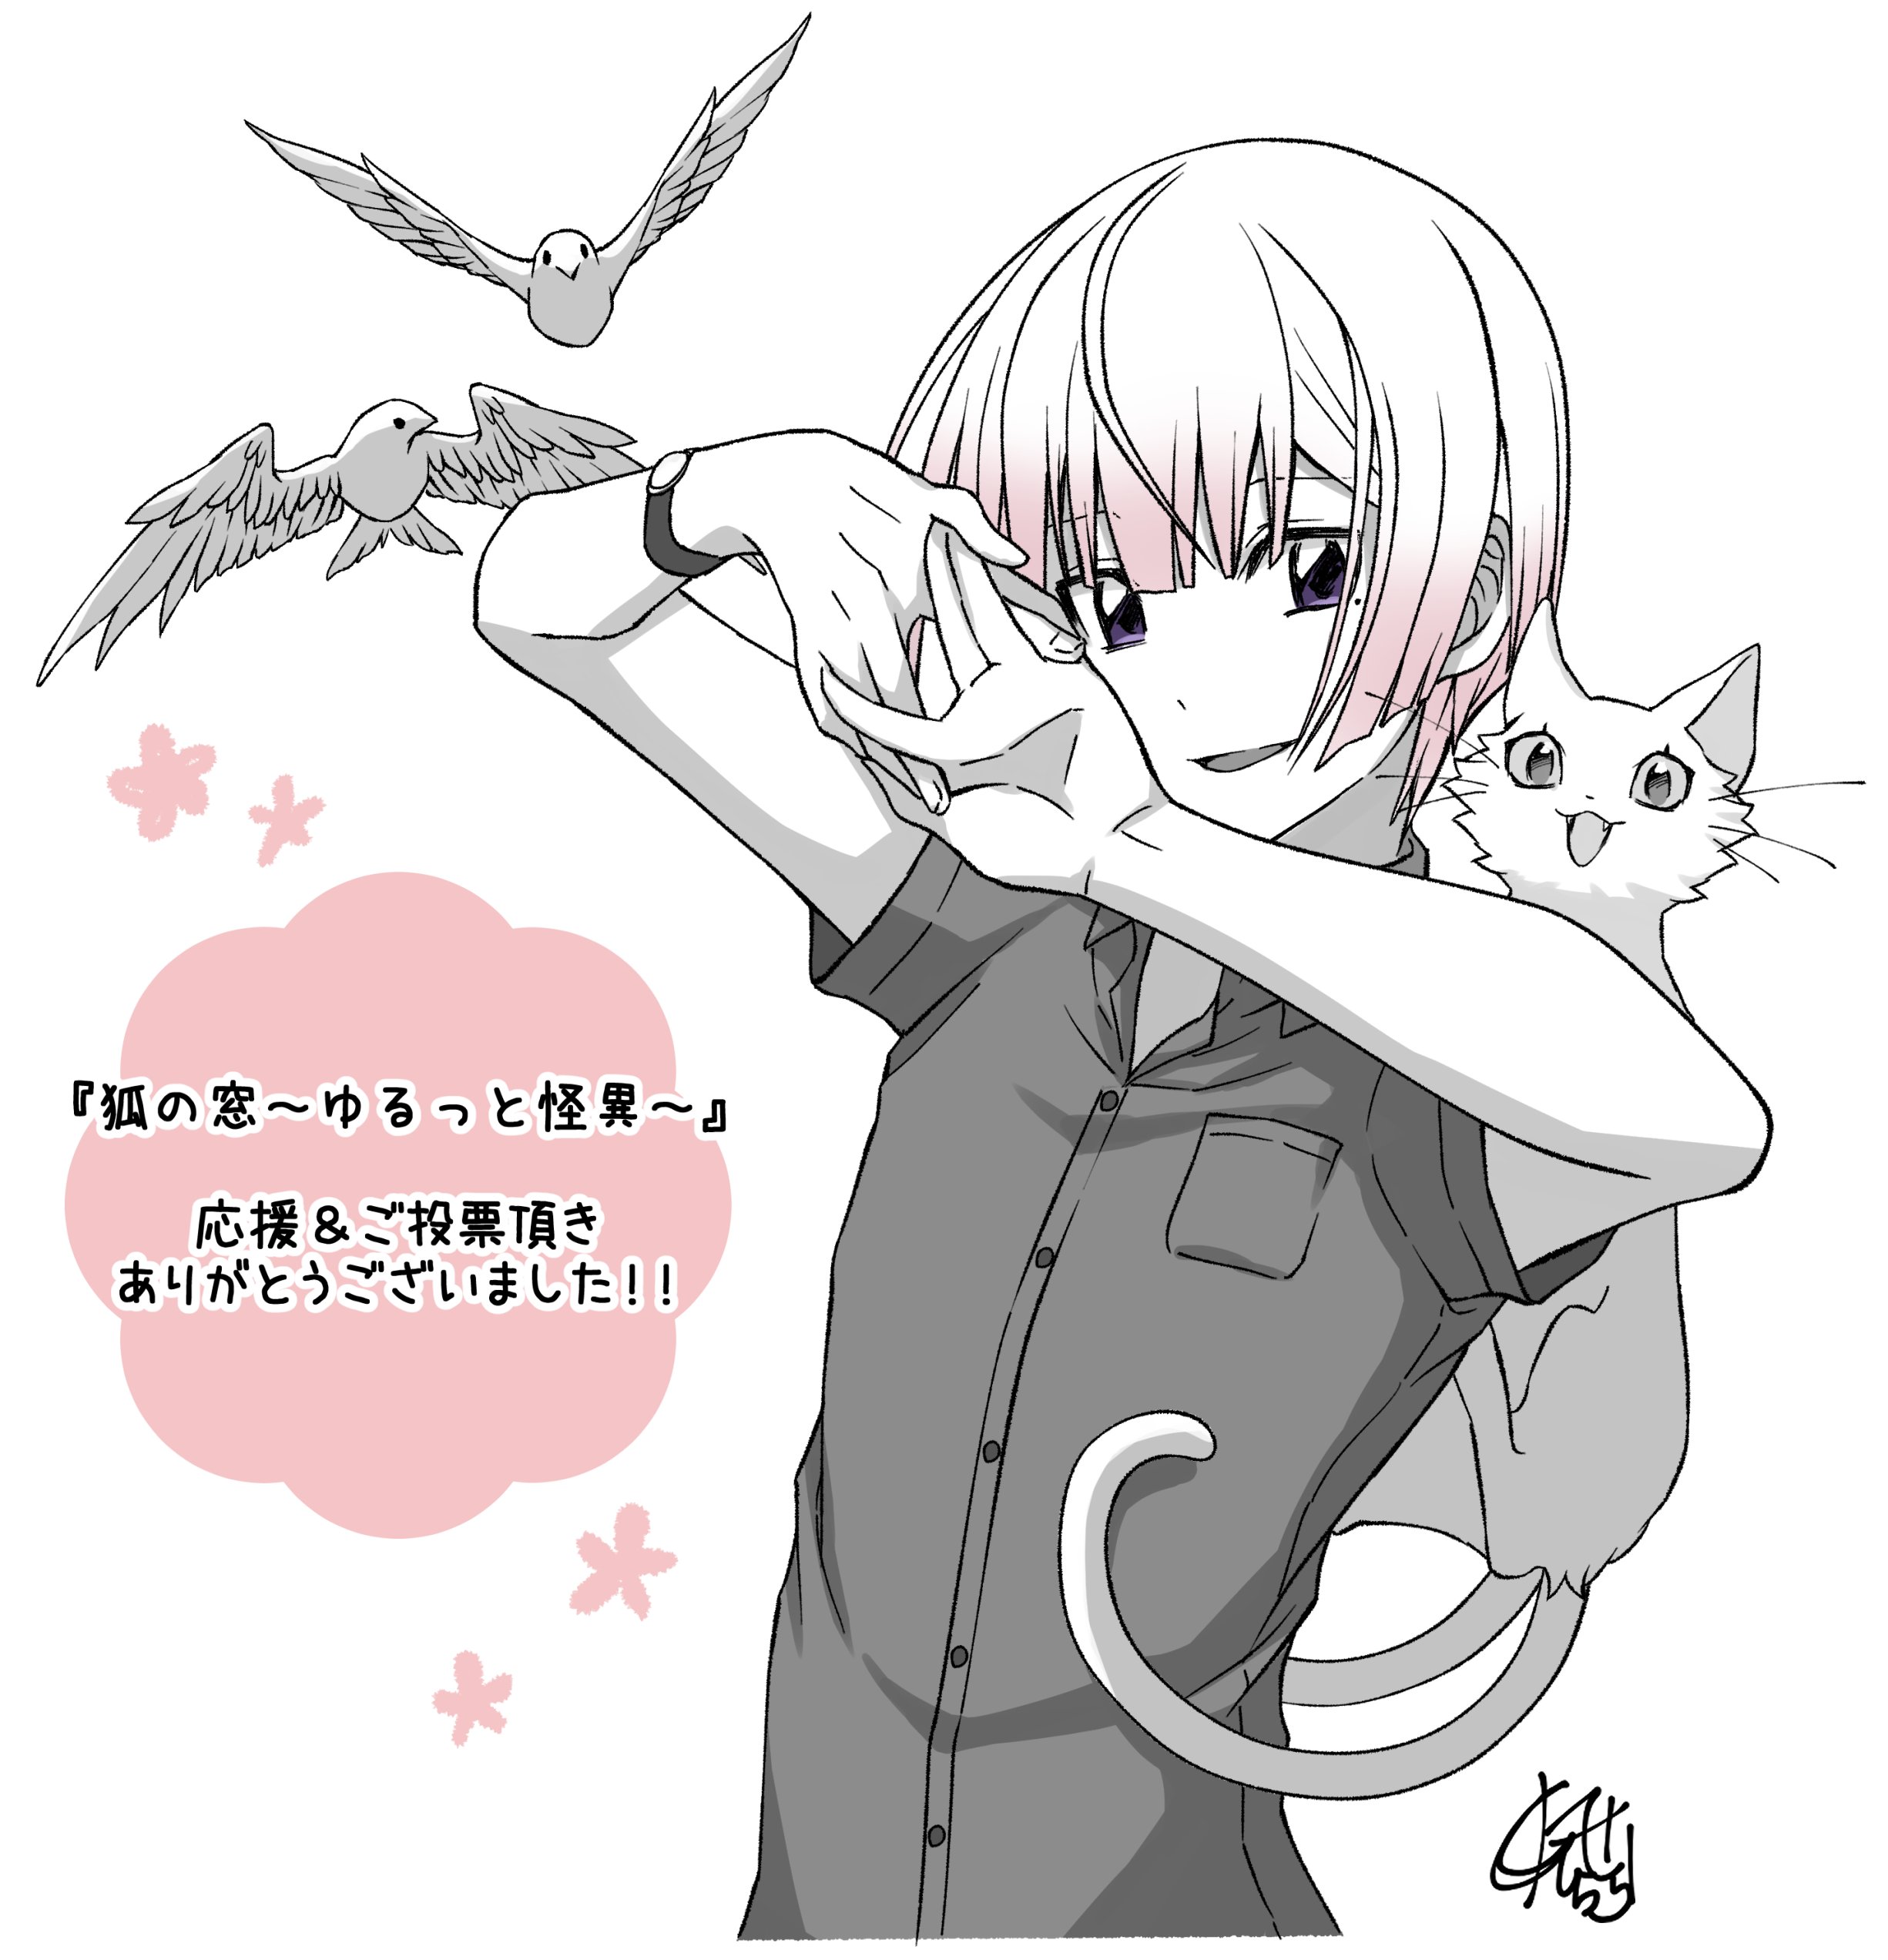 『狐の窓～ゆるっと怪異～』
応援＆ご投票頂き
ありがとうございました！！